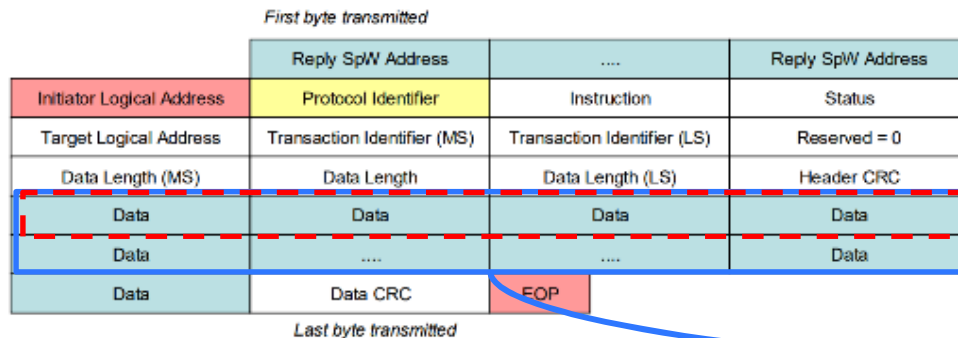 First byte transmitted
Reply SpW Address .... Reply SpW Address
Initiator Logical Address Protocol Identifier Instruction Status
Target Logical Address Transaction Identifier (MS) Transaction Identifier (LS) Reserved = 0
Data Length (MS) Data Length Data Length (LS) Header CRC
Data Data Data Data
Data .... .... Data
Data Data CRC EOP
Last byte transmitted